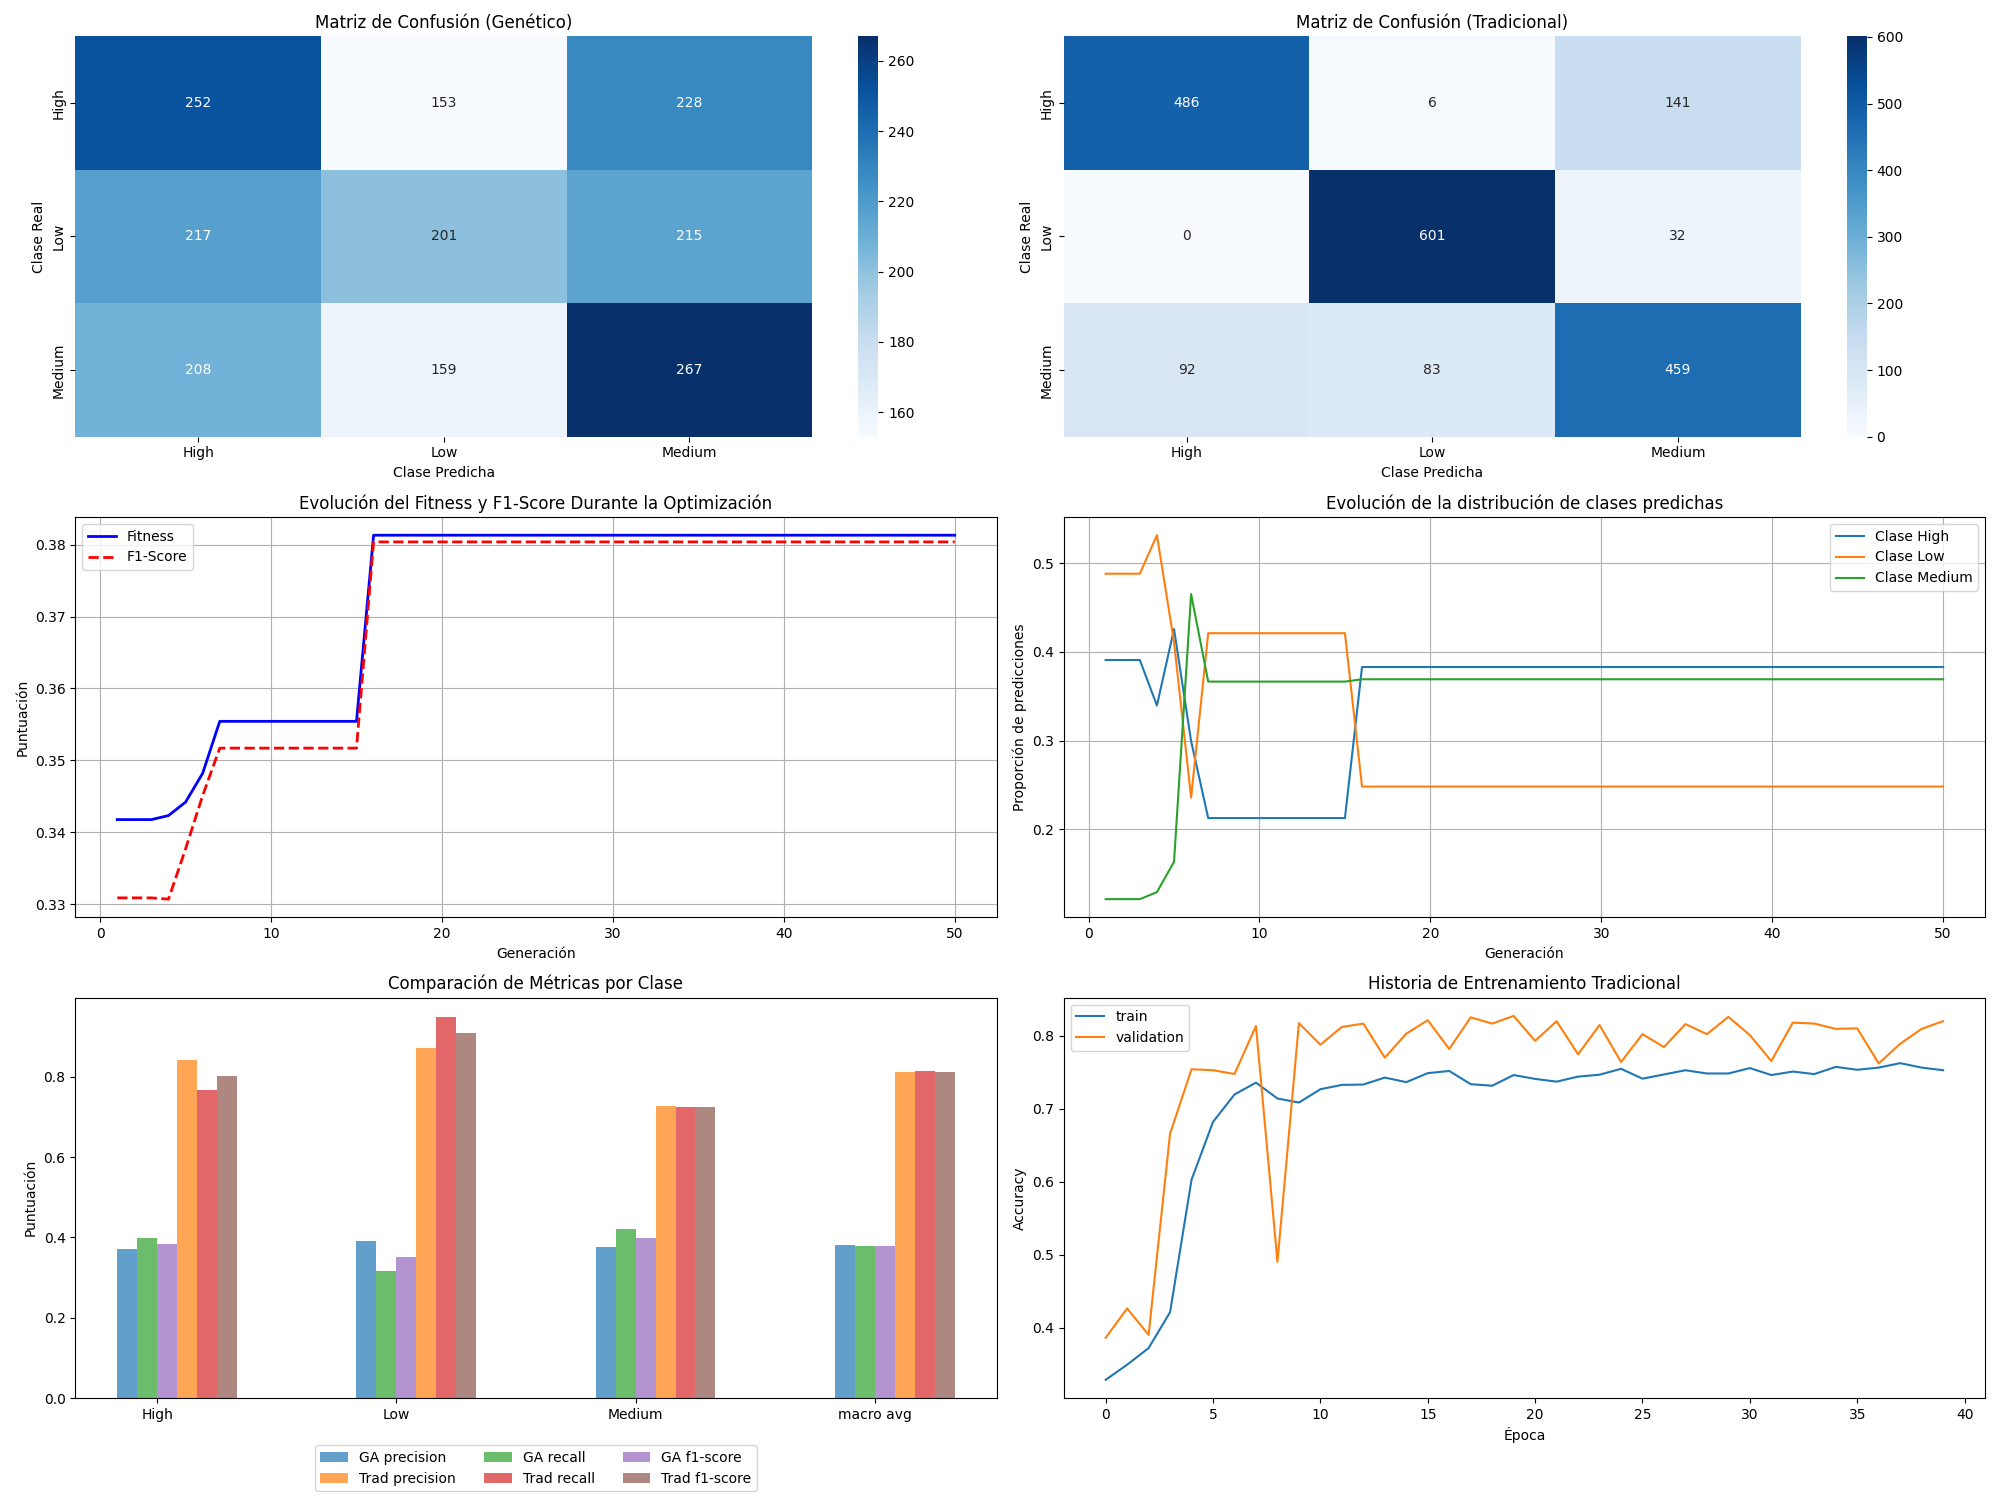 Matriz de Confusión (Genético)
252 153 228
217 201 215
208 159 267
High
Low
Medium
Clase Real
High Low Medium
Clase Predicha
260
240
220
200
180
160
Matriz de Confusión (Tradicional)
486 6 141
0 601 32
92 83 459
High
Low
Medium
Clase Real
High Low Medium
Clase Predicha
600
500
400
300
200
100
0
Evolución del Fitness y F1-Score Durante la Optimización
Fitness
F1-Score
0.38
0.37
0.36
0.35
0.34
0.33
Puntuación
0 10 20 30 40 50
Generación
Evolución de la distribución de clases predichas
Clase High
Clase Low
Clase Medium
0.5
0.4
0.3
0.2
Proporción de predicciones
0 10 20 30 40 50
Generación
Comparación de Métricas por Clase
0.8
0.6
0.4
0.2
0.0
Puntuación
High Low Medium macro avg
GA precision GA recall GA f1-score
Trad precision Trad recall Trad f1-score
Historia de Entrenamiento Tradicional
train
validation
0.8
0.7
0.6
0.5
0.4
Accuracy
0 5 10 15 20 25 30 35 40
Época